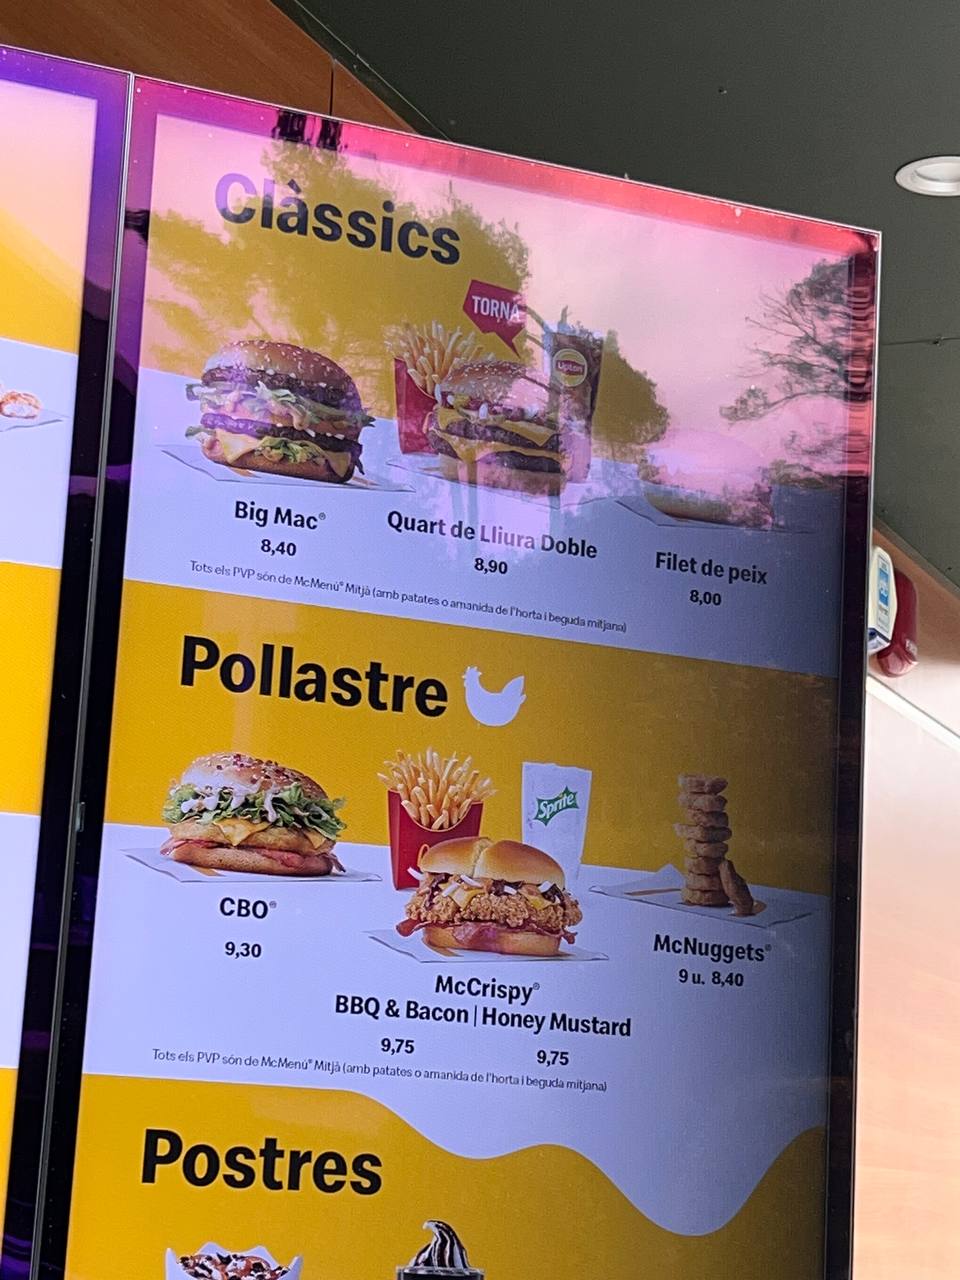 Clàssics
TORNA
Lipton
Big Mac®
8,40
Quart de Lliura Doble
8,90
Filet de peix
8,00
Tots els PVP són de McMenú® Mitjà (amb patates o amanida de l'horta i beguda mitjana)
Pollastre
Sprite
CBO®
9,30
McCrispy®
BBQ & Bacon | Honey Mustard
9,75 9,75
McNuggets®
9 u. 8,40
Tots els PVP són de McMenú® Mitjà (amb patates o amanida de l'horta i beguda mitjana)
Postres